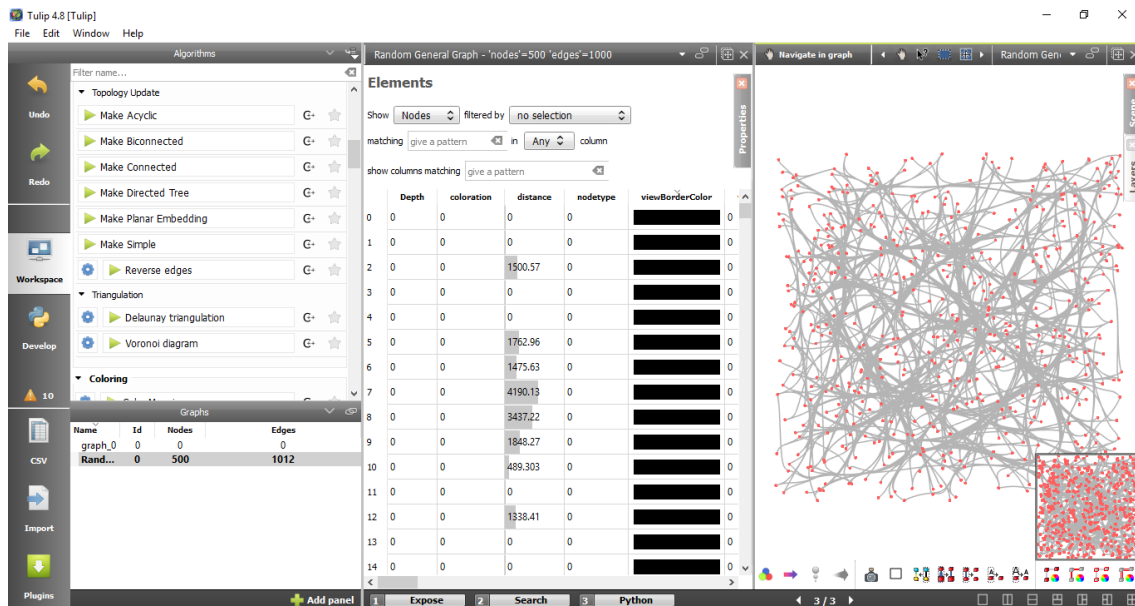 Tulip 4.8 [Tulip]
File Edit Window Help
Algorithms
Filter name...
Undo
Redo
Workspace
Develop
10
CSV
Import
Plugins
Topology Update
Make Acyclic
Make Biconnected
Make Connected
Make Directed Tree
Make Planar Embedding
Make Simple
Reverse edges
Triangulation
Delaunay triangulation
Voronoi diagram
Coloring
Graphs
Name Id Nodes Edges
graph_0 0 0 0
Rand... 0 500 1012
Add panel
Random General Graph - 'nodes'=500 'edges'=1000
Elements
Show Nodes filtered by no selection
matching give a pattern in Any column
show columns matching give a pattern
Properties
Depth coloration distance nodetype viewBorderColor
0 0 0 0 0 0
1 0 0 0 0 0
2 0 0 1500.57 0 0
3 0 0 0 0 0
4 0 0 0 0 0
5 0 0 1762.96 0 0
6 0 0 1475.63 0 0
7 0 0 4190.13 0 0
8 0 0 3437.22 0 0
9 0 0 1848.27 0 0
10 0 0 489.303 0 0
11 0 0 0 0 0
12 0 0 1338.41 0 0
13 0 0 0 0 0
14 0 0 0 0 0
1 Expose 2 Search 3 Python
Navigate in graph
Random Gen
Scene
Layers
3 / 3